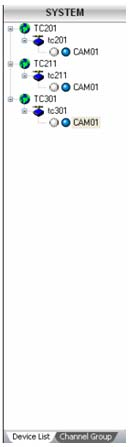 SYSTEM
TC201
tc201
CAM01
TC211
tc211
CAM01
TC301
tc301
CAM01
Device List Channel Group